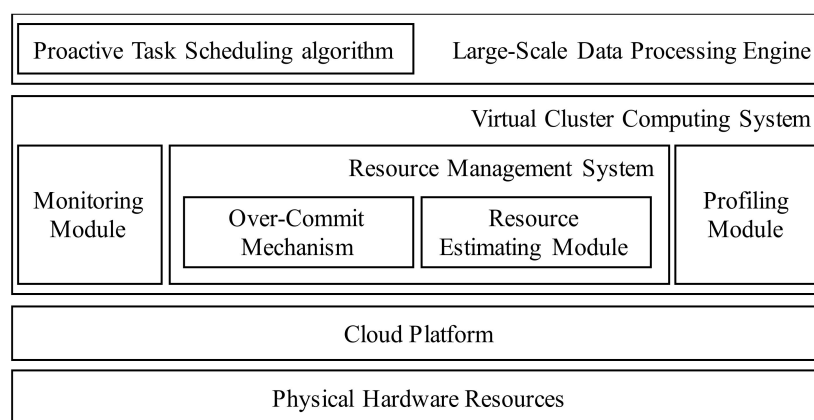 Proactive Task Scheduling algorithm
Large-Scale Data Processing Engine
Virtual Cluster Computing System
Monitoring
Module
Resource Management System
Over-Commit
Mechanism
Resource
Estimating Module
Profiling
Module
Cloud Platform
Physical Hardware Resources